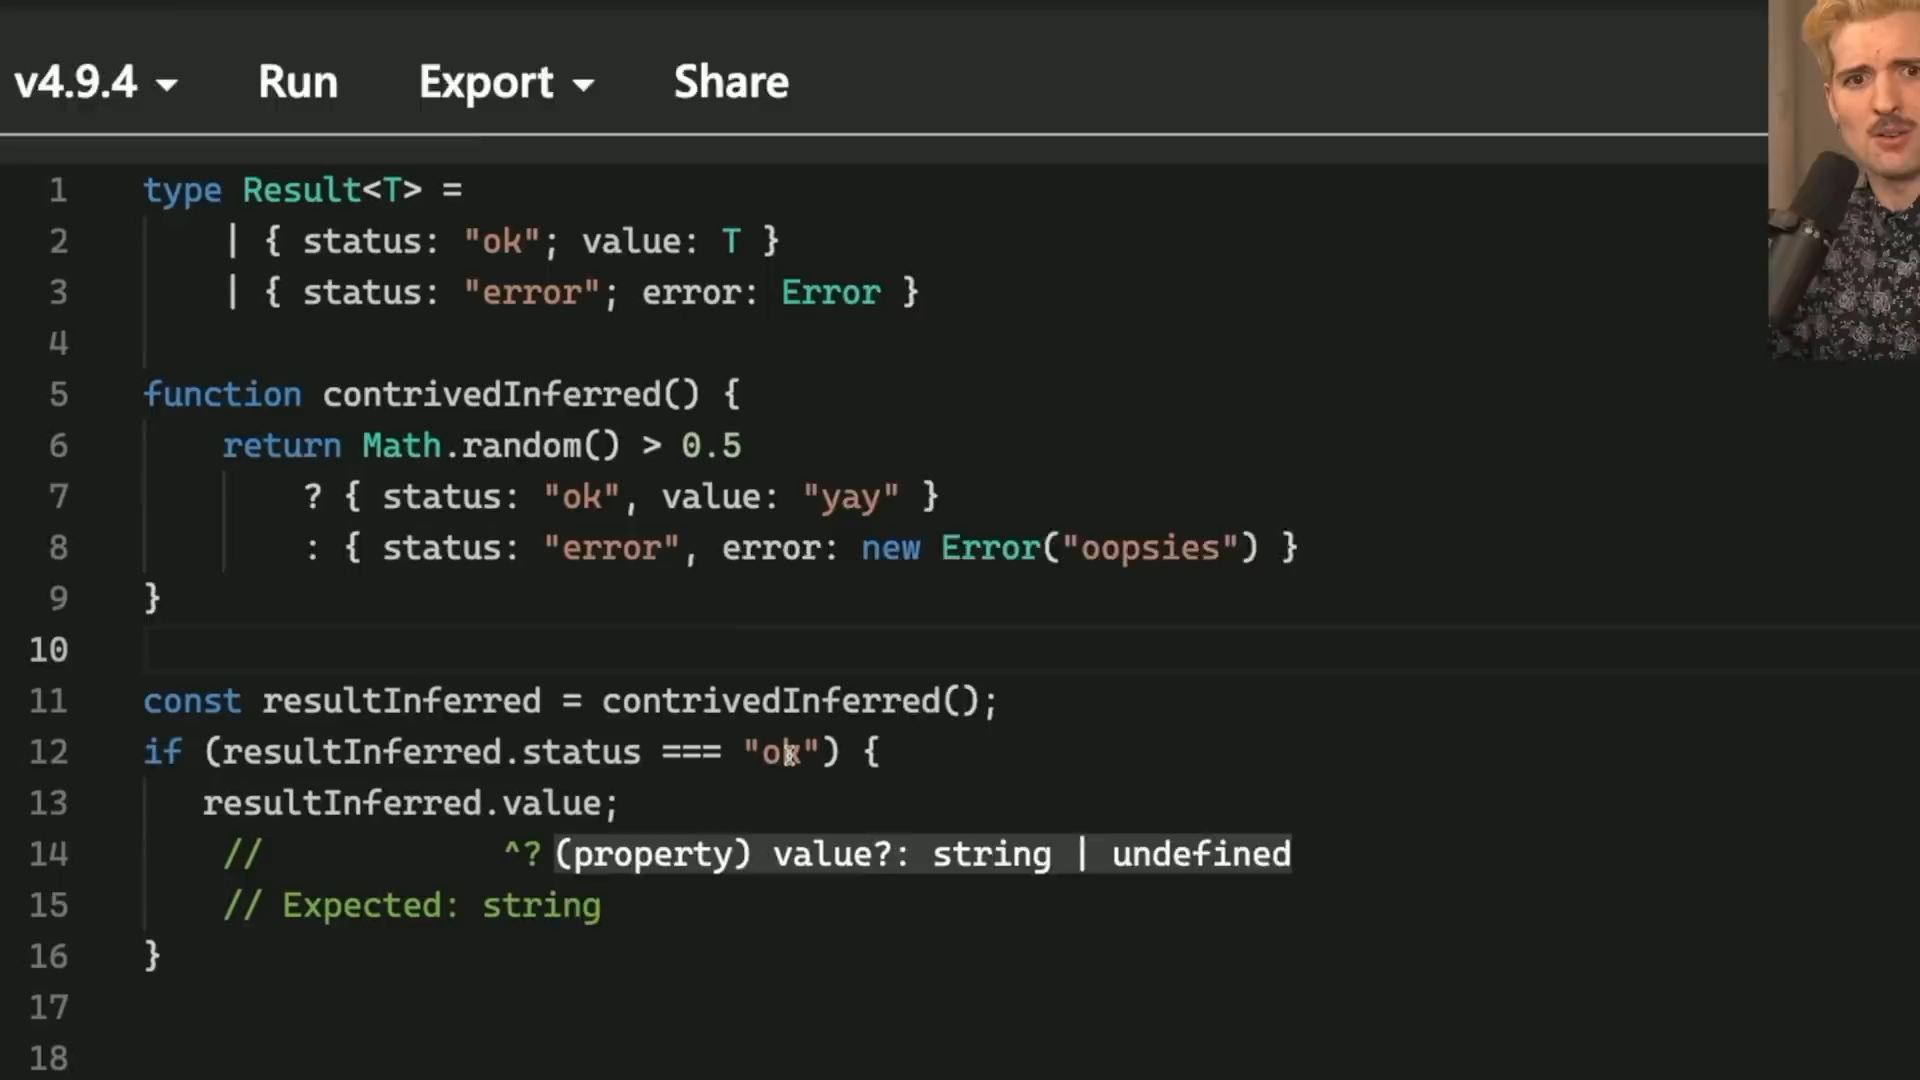 v4.9.4 Run Export Share
1 type Result<T> =
2 | { status: "ok"; value: T }
3 | { status: "error"; error: Error }
4
5 function contrivedInferred() {
6 return Math.random() > 0.5
7 ? { status: "ok", value: "yay" }
8 : { status: "error", error: new Error("oopsies") }
9 }
10
11 const resultInferred = contrivedInferred();
12 if (resultInferred.status === "ok") {
13 resultInferred.value;
14 // ^? (property) value?: string | undefined
15 // Expected: string
16 }
17
18